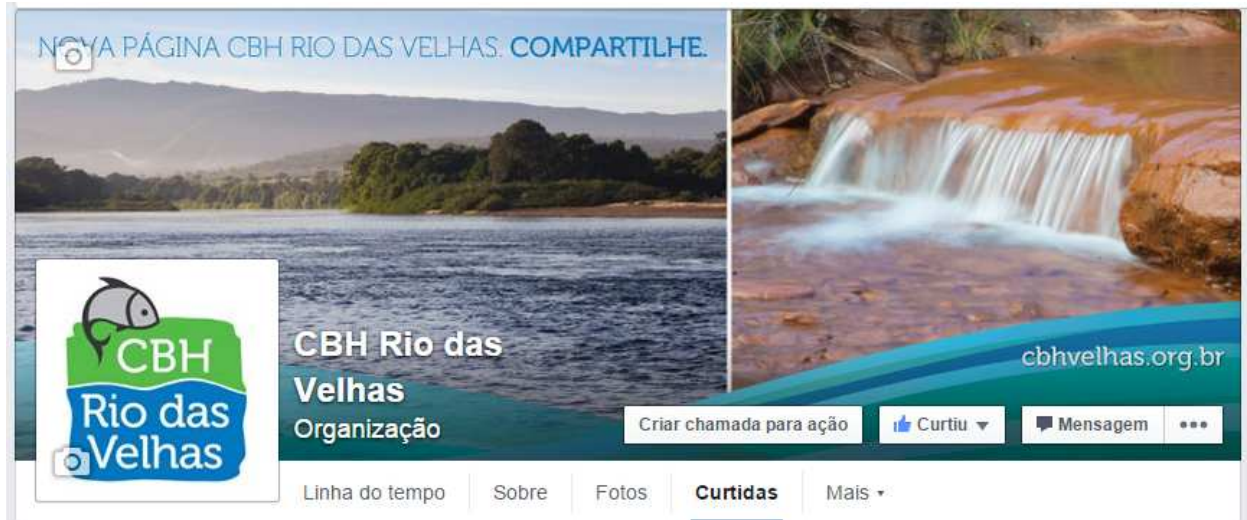 NOVA PÁGINA CBH RIO DAS VELHAS. COMPARTILHE.
CBH
Rio das
Velhas
CBH Rio das
Velhas
Organização
cbhvelhas.org.br
Criar chamada para ação
Curtiu
Mensagem
Linha do tempo Sobre Fotos Curtidas Mais